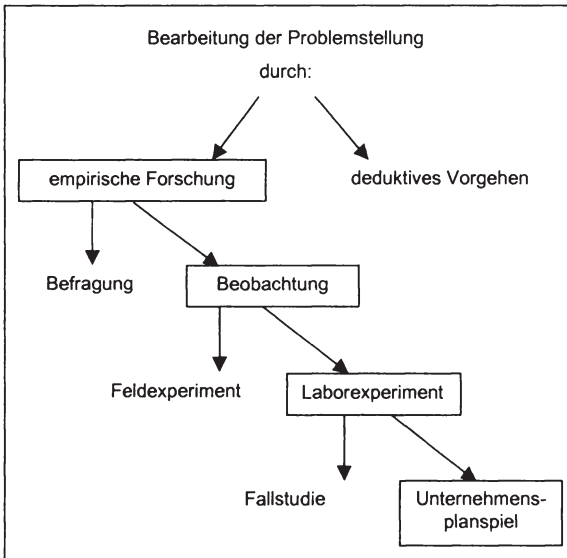 Bearbeitung der Problemstellung
durch:
empirische Forschung
deduktives Vorgehen
Befragung
Beobachtung
Feldexperiment
Laborexperiment
Fallstudie
Unternehmens-
planspiel